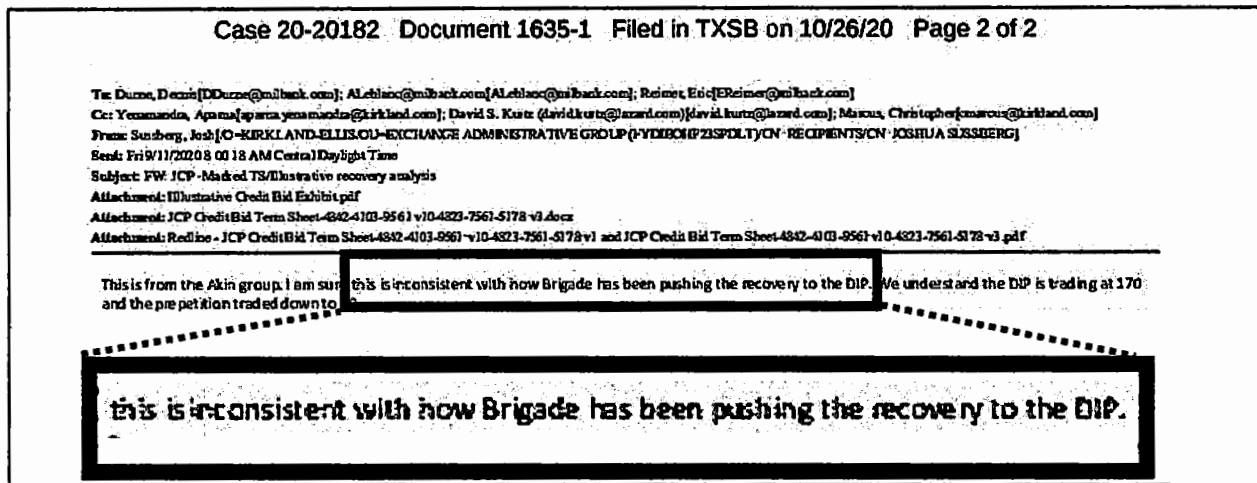 Case 20-20182 Document 1635-1 Filed in TXSB on 10/26/20 Page 2 of 2
To: Dunne, Dennis[DDunne@milbank.com]; ALeblanc@milbank.com[ALeblanc@milbank.com]; Reimer, Eric[EReimer@milbank.com]
Cc: Yenamandra, Aparna[aparna.yenamandra@kirkland.com]; David S. Kurtz (david.kurtz@lazard.com)[david.kurtz@lazard.com]; Marcus, Christopher[cmarcus@kirkland.com]
From: Sussberg, Josh[/O=KIRKLAND-ELLIS/OU=EXCHANGE ADMINISTRATIVE GROUP (FYDIBOHF23SPDLT)/CN=RECIPIENTS/CN=JOSHUA SUSSBERG]
Sent: Fri 9/11/2020 8:00:18 AM Central Daylight Time
Subject: FW: JCP - Marked TS/Illustrative recovery analysis
Attachment: Illustrative Credit Bid Exhibit.pdf
Attachment: JCP Credit Bid Term Sheet-4842-4103-9561 v10-4823-7561-5178 v3.docx
Attachment: Redline - JCP Credit Bid Term Sheet-4842-4103-9561-v10-4823-7561-5178-v1 and JCP Credit Bid Term Sheet-4842-4103-9561-v10-4823-7561-5178-v3.pdf
This is from the Akin group. I am sur this is inconsistent with how Brigade has been pushing the recovery to the DIP. We understand the DIP is trading at 170
and the prepetition traded down to
this is inconsistent with how Brigade has been pushing the recovery to the DIP.